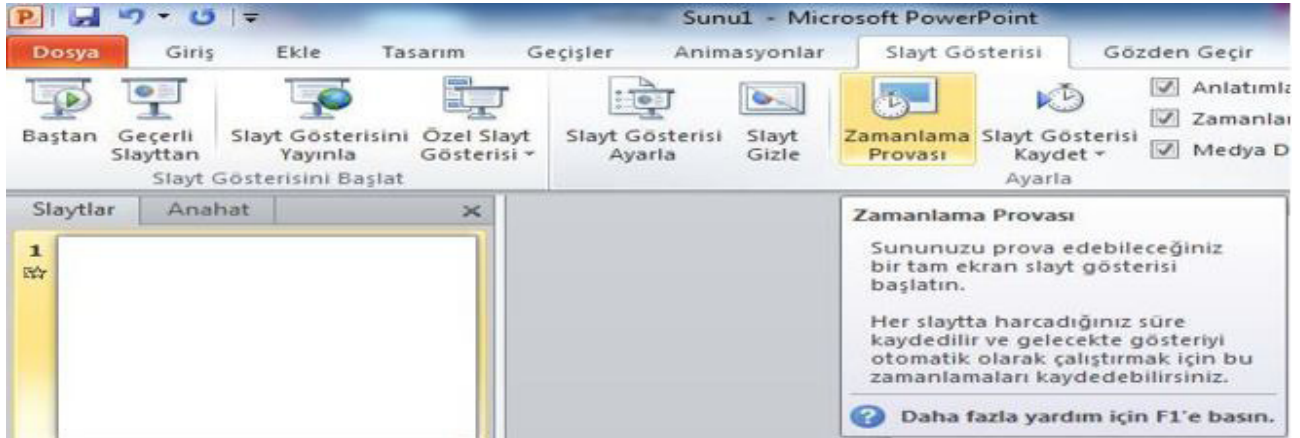 Sunu1 - Microsoft PowerPoint
Dosya Giriş Ekle Tasarım Geçişler Animasyonlar Slayt Gösterisi Gözden Geçir
Baştan
Geçerli
Slayttan
Slayt Gösterisini
Yayınla
Özel Slayt
Gösterisi
Slayt Gösterisini Başlat
Slayt Gösterisi
Ayarla
Slayt
Gizle
Zamanlama
Provası
Slayt Gösterisi
Kaydet
Medya D
Ayarla
Slaytlar Anahat
1
Zamanlama Provası
Sununuzu prova edebileceğiniz
bir tam ekran slayt gösterisi
başlatın.
Her slaytta harcadığınız süre
kaydedilir ve gelecekte gösteriyi
otomatik olarak çalıştırmak için bu
zamanlamaları kaydedebilirsiniz.
Daha fazla yardım için F1'e basın.